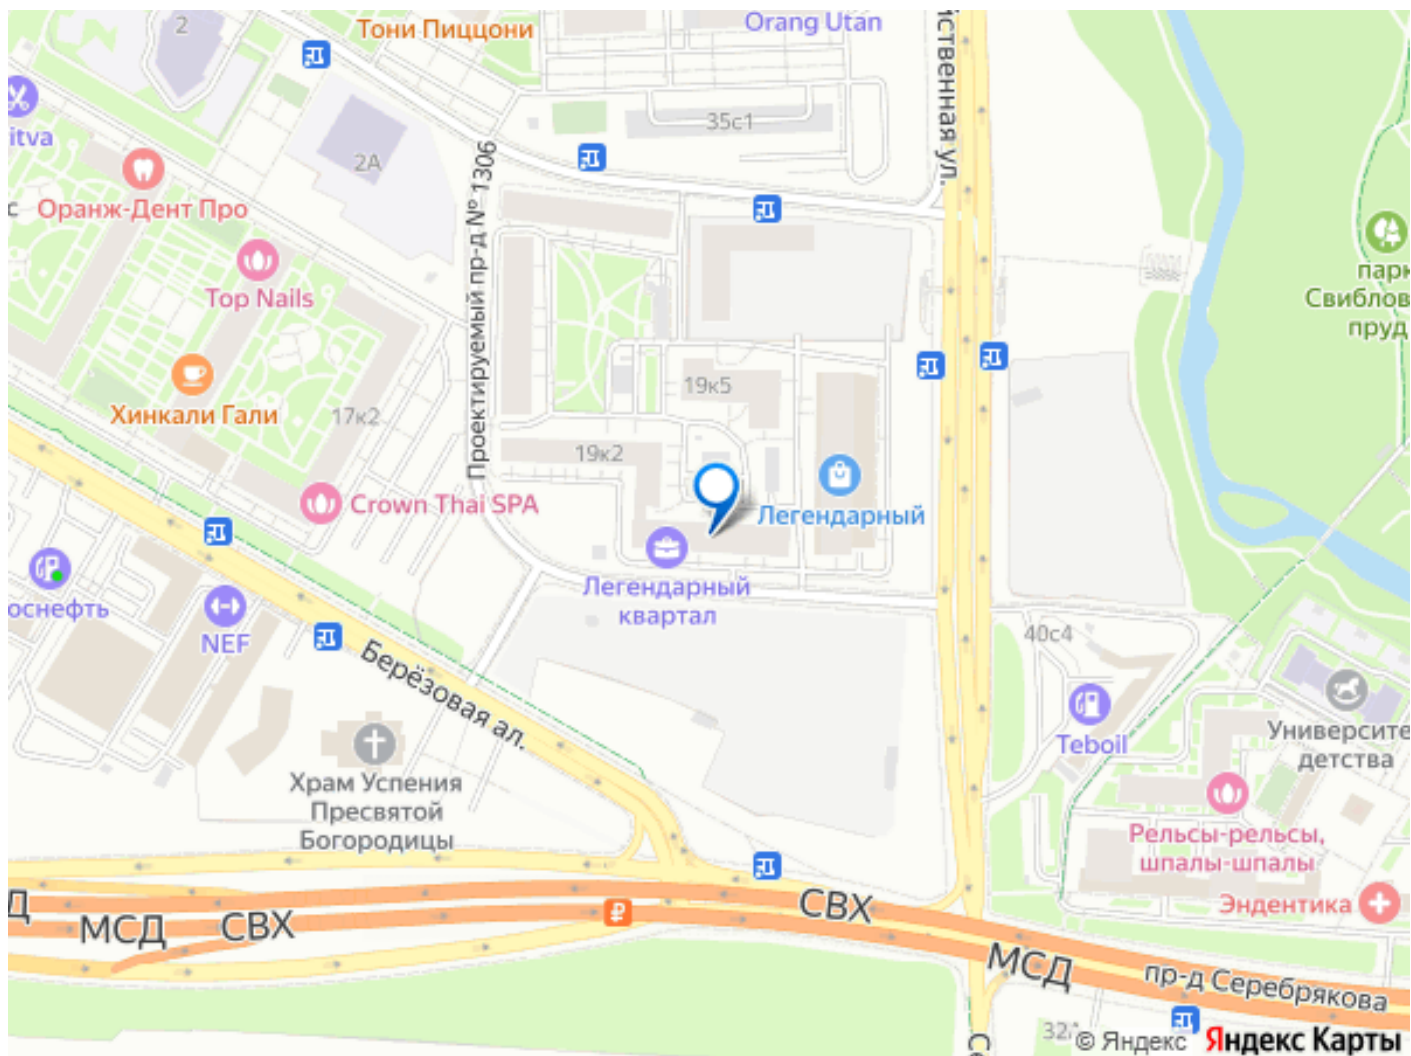 2
Тони Пиццони
Orang Utan
йственная ул.
itva
35с1
2А
Проектируемый пр-д № 1306
с
Оранж-Дент Про
Top Nails
парк
Свиблов
пруд
Хинкали Гали
17к2
19к5
19к2
Crown Thai SPA
Легендарный
Легендарный
квартал
оснефть
NEF
40с4
Берёзовая ал.
Teboil
Университе
детства
Храм Успения
Пресвятой
Богородицы
Рельсы-рельсы,
шпалы-шпалы
Эндентика
Д
МСД
СВХ
СВХ
МСД
пр-д Серебрякова
32
© Яндекс
Яндекс Карты